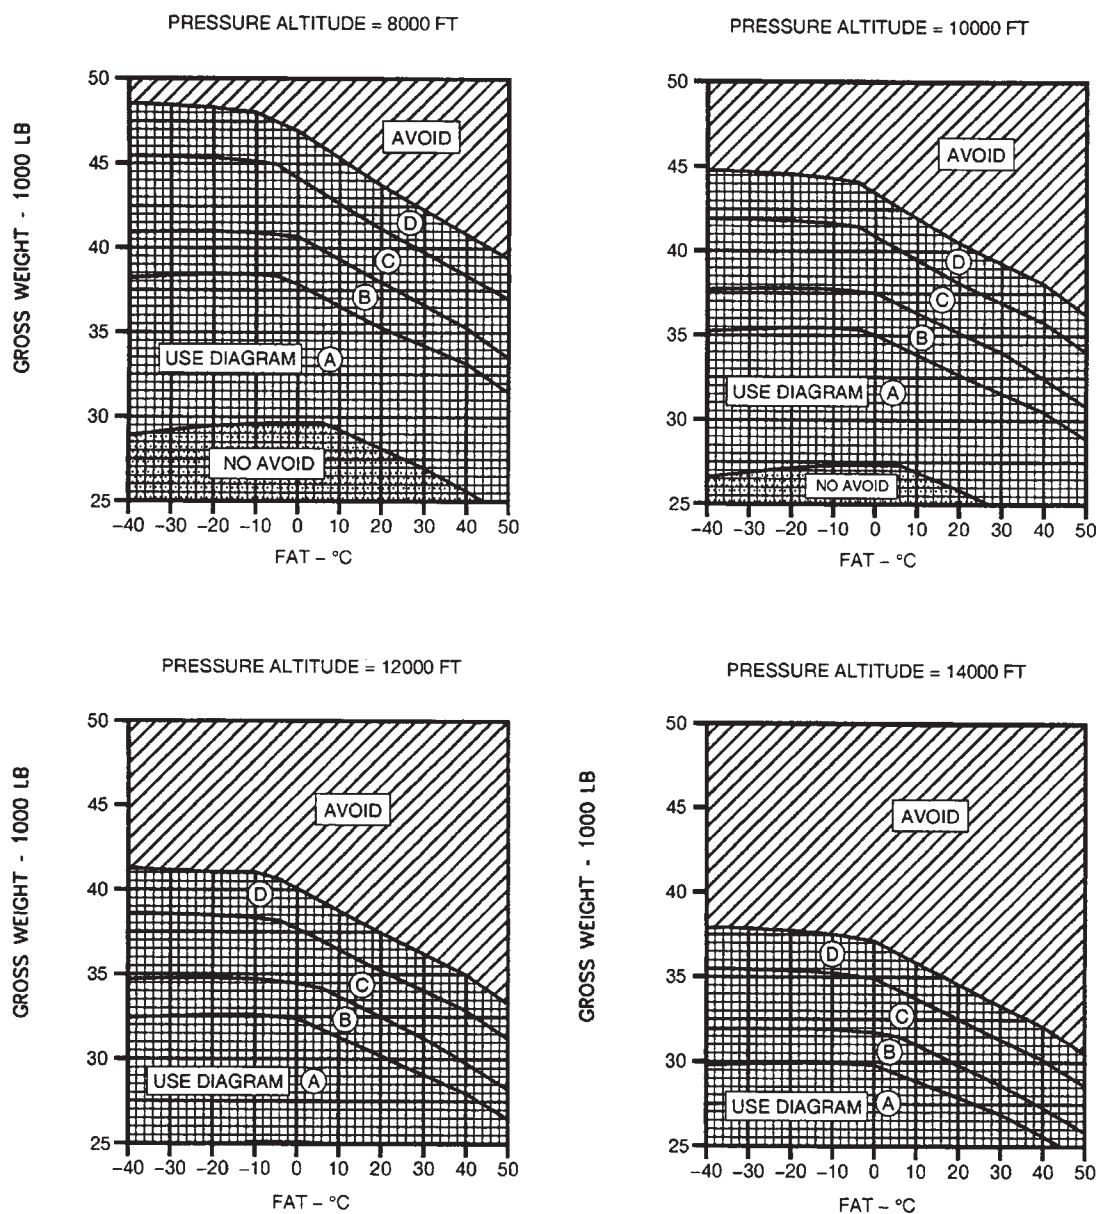 PRESSURE ALTITUDE = 8000 FT
GROSS WEIGHT - 1000 LB
50
45
40
35
30
25
AVOID
D
C
B
USE DIAGRAM A
NO AVOID
-40 -30 -20 -10 0 10 20 30 40 50
FAT - °C
PRESSURE ALTITUDE = 10000 FT
50
45
40
35
30
25
AVOID
D
C
B
USE DIAGRAM A
NO AVOID
-40 -30 -20 -10 0 10 20 30 40 50
FAT - °C
PRESSURE ALTITUDE = 12000 FT
GROSS WEIGHT - 1000 LB
50
45
40
35
30
25
AVOID
D
C
B
USE DIAGRAM A
-40 -30 -20 -10 0 10 20 30 40 50
FAT - °C
PRESSURE ALTITUDE = 14000 FT
GROSS WEIGHT - 1000 LB
50
45
40
35
30
25
AVOID
D
C
B
USE DIAGRAM A
-40 -30 -20 -10 0 10 20 30 40 50
FAT - °C